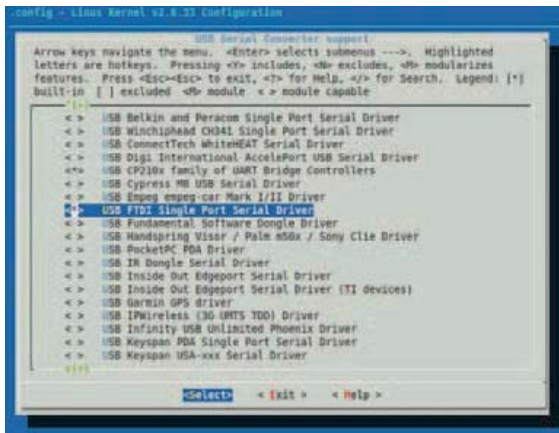 .config - Linux Kernel v2.6.33 Configuration
USB Serial Converter support
Arrow keys navigate the menu. <Enter> selects submenus --->. Highlighted
letters are hotkeys. Pressing <Y> includes, <N> excludes, <M> modularizes
features. Press <Esc><Esc> to exit, <?> for Help, </> for Search. Legend: [*]
built-in [ ] excluded <M> module < > module capable
^(-)
< > USB Belkin and Peracom Single Port Serial Driver
< > USB Winchiphead CH341 Single Port Serial Driver
< > USB ConnectTech WhiteHEAT Serial Driver
< > USB Digi International AccelePort USB Serial Driver
<*> USB CP210x family of UART Bridge Controllers
< > USB Cypress M8 USB Serial Driver
< > USB Empeg empeg-car Mark I/II Driver
<*> USB FTDI Single Port Serial Driver
< > USB Fundamental Software Dongle Driver
< > USB Handspring Visor / Palm m50x / Sony Clie Driver
< > USB PocketPC PDA Driver
< > USB IR Dongle Serial Driver
< > USB Inside Out Edgeport Serial Driver
< > USB Inside Out Edgeport Serial Driver (TI devices)
< > USB Garmin GPS driver
< > USB IPWireless (3G UMTS TDD) Driver
< > USB Infinity USB Unlimited Phoenix Driver
< > USB Keyspan PDA Single Port Serial Driver
< > USB Keyspan USA-xxx Serial Driver
v(+)
<Select> < Exit > < Help >